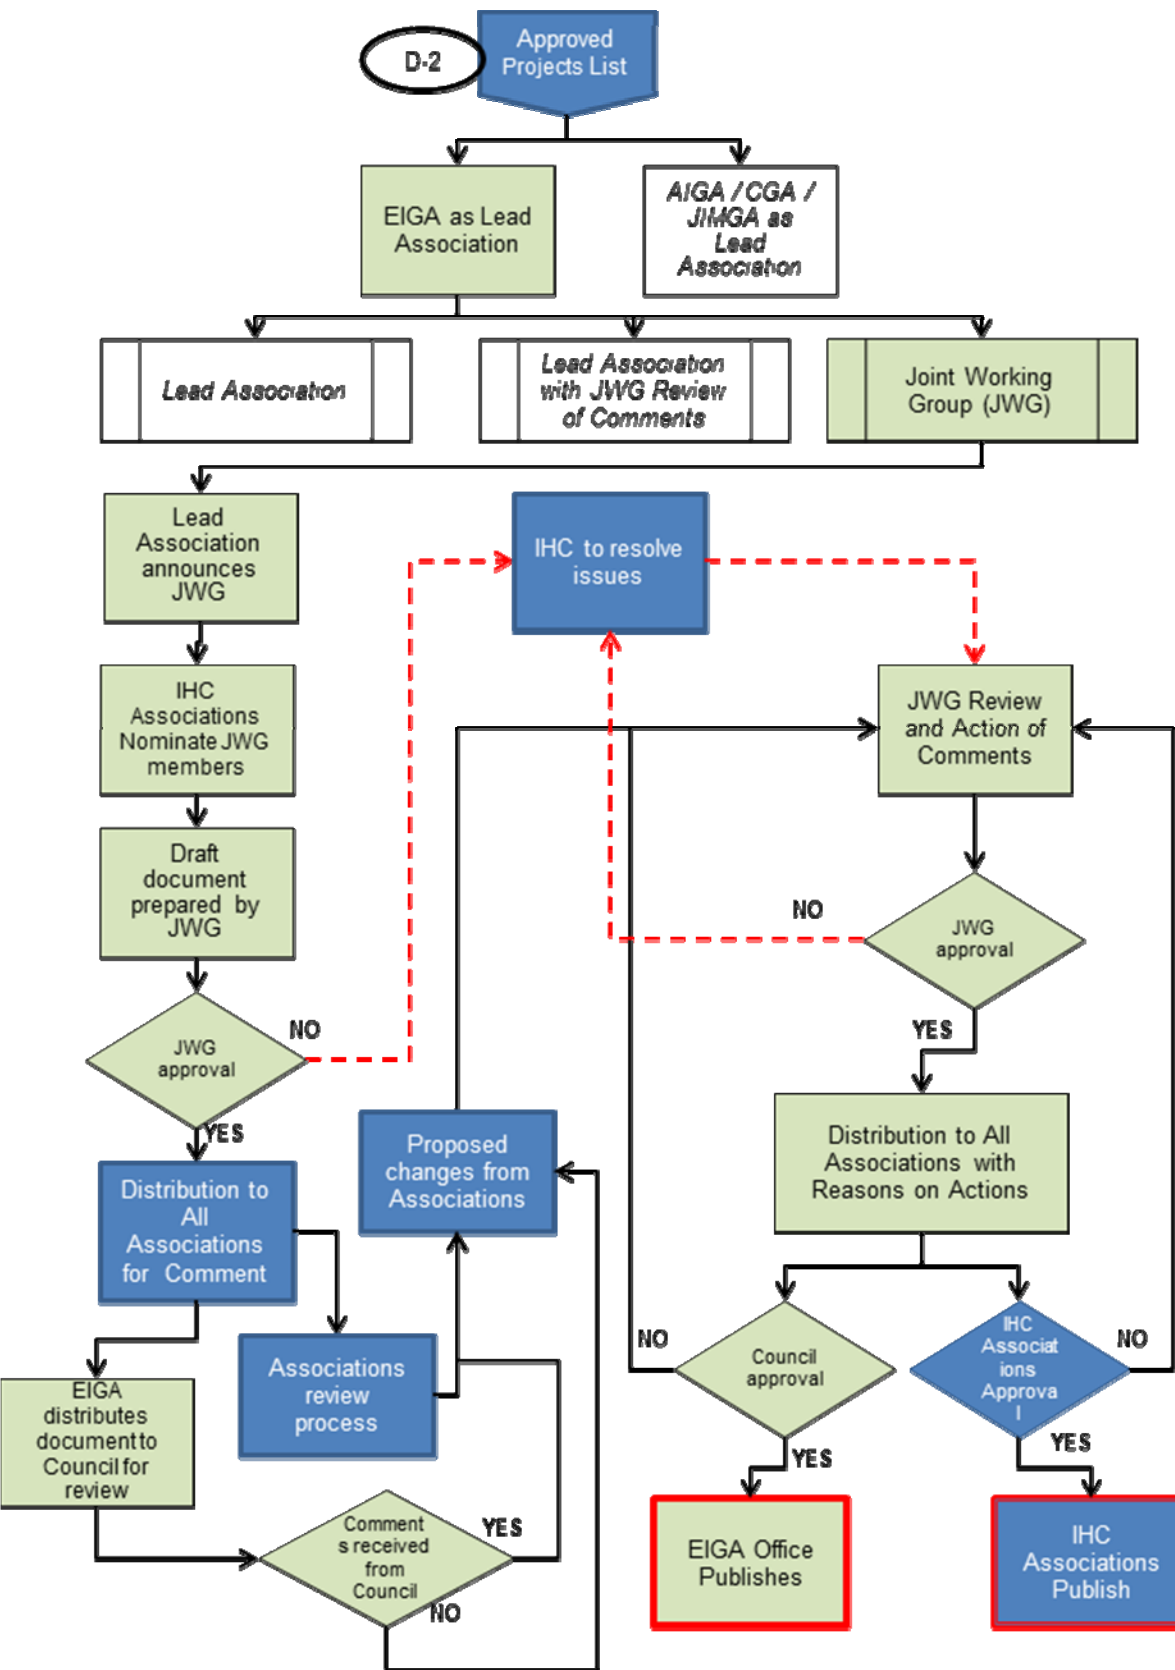 D-2
Approved
Projects List
EIGA as Lead
Association
AIGA / CGA /
JIMGA as
Lead
Association
Lead Association
Lead Association
with JWG Review
of Comments
Joint Working
Group (JWG)
Lead
Association
announces
JWG
IHC to resolve
issues
IHC
Associations
Nominate JWG
members
JWG Review
and Action of
Comments
Draft
document
prepared by
JWG
NO
JWG
approval
NO
JWG
approval
YES
YES
Proposed
changes from
Associations
Distribution to All
Associations with
Reasons on Actions
Distribution to
All
Associations
for Comment
NO
Council
approval
IHC
Associat
ions
Approva
l
NO
Associations
review
process
EIGA
distributes
document to
Council for
review
YES
YES
Comment
s received
from
Council
YES
NO
EIGA Office
Publishes
IHC
Associations
Publish